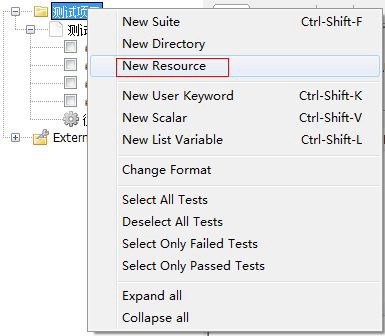 测试项
New Suite Ctrl-Shift-F
测试
New Directory
New Resource
New User Keyword Ctrl-Shift-K
New Scalar Ctrl-Shift-V
Extern
New List Variable Ctrl-Shift-L
Change Format
Select All Tests
Deselect All Tests
Select Only Failed Tests
Select Only Passed Tests
Expand all
Collapse all